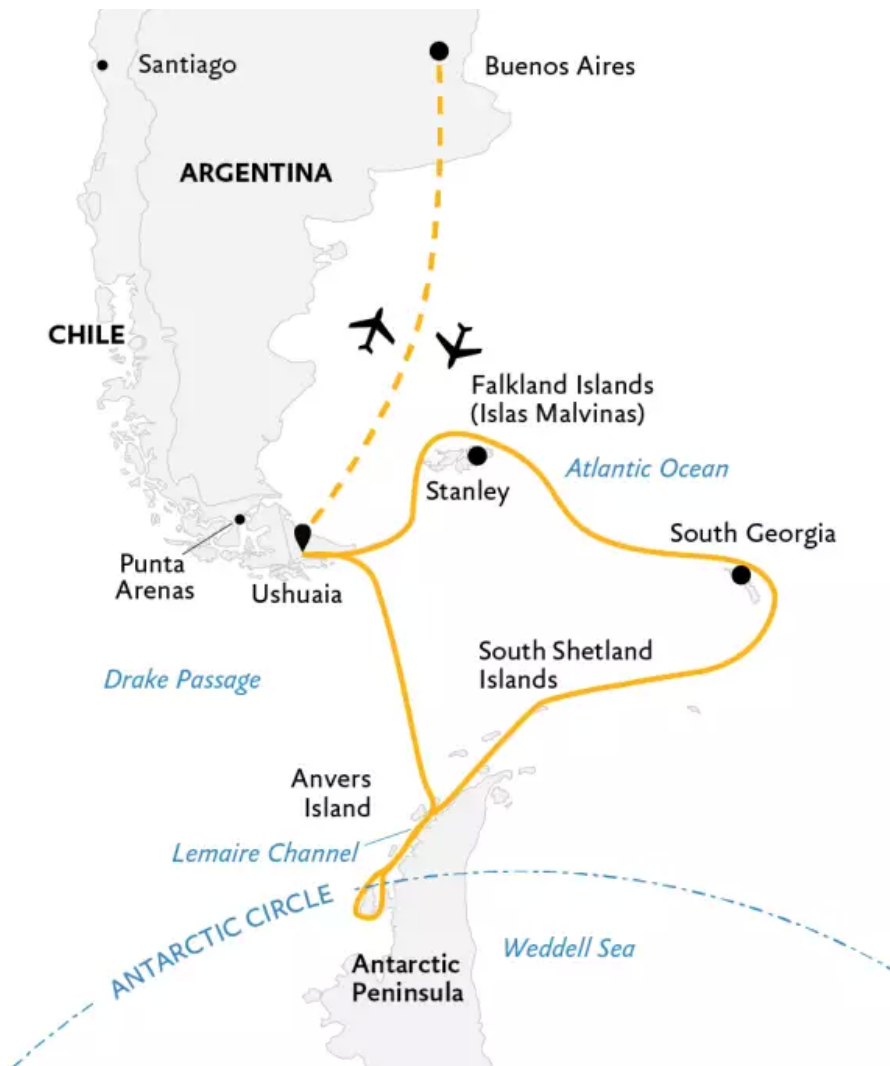 Santiago
Buenos Aires
ARGENTINA
CHILE
Falkland Islands
(Islas Malvinas)
Atlantic Ocean
Stanley
South Georgia
Punta
Arenas
Ushuaia
South Shetland
Islands
Drake Passage
Anvers
Island
Lemaire Channel
ANTARCTIC CIRCLE
Weddell Sea
Antarctic
Peninsula